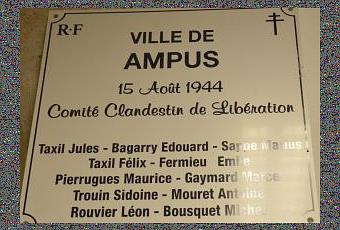 R·F
VILLE DE
AMPUS
15 Août 1944
Comité Clandestin de Libération
Taxil Jules - Bagarry Edouard -
Taxil Félix - Fermieu
Pierrugues Maurice - Gaymard
Trouin Sidoine - Mouret Antoine
Rouvier Léon - Bousquet